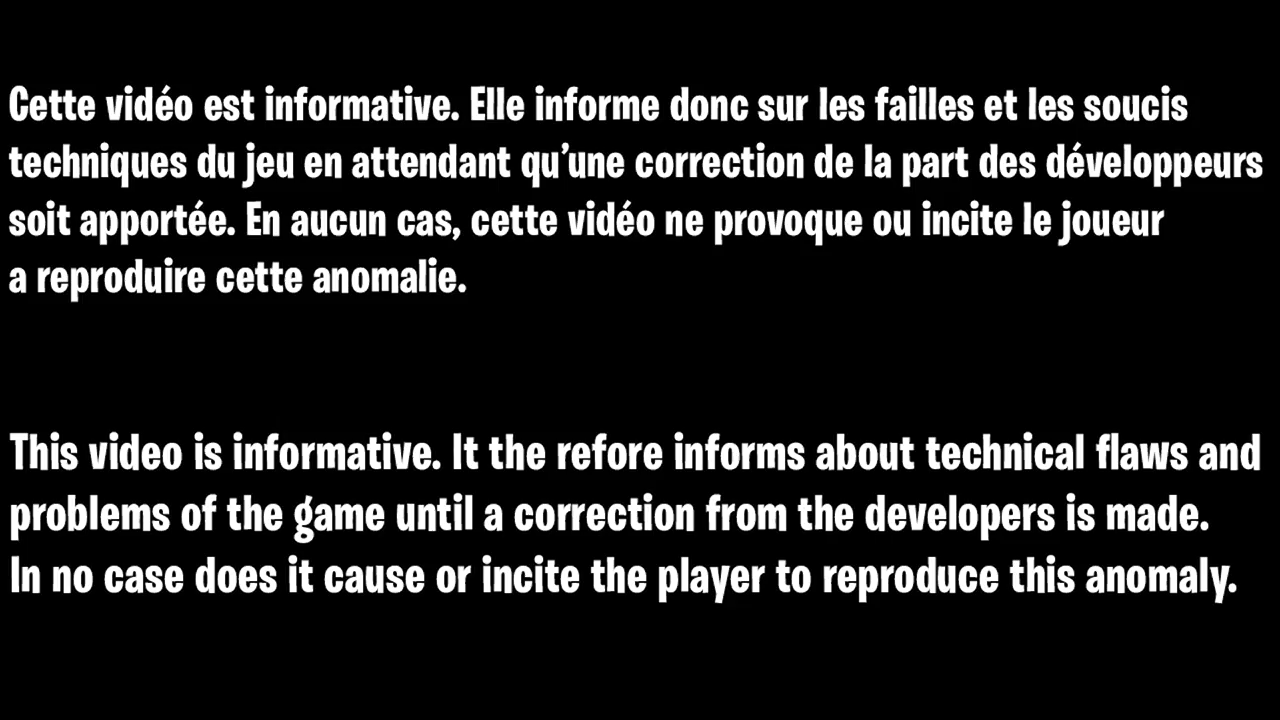 Cette vidéo est informative. Elle informe donc sur les failles et les soucis
techniques du jeu en attendant qu’une correction de la part des développeurs
soit apportée. En aucun cas, cette vidéo ne provoque ou incite le joueur
a reproduire cette anomalie.
This video is informative. It the refore informs about technical flaws and
problems of the game until a correction from the developers is made.
In no case does it cause or incite the player to reproduce this anomaly.